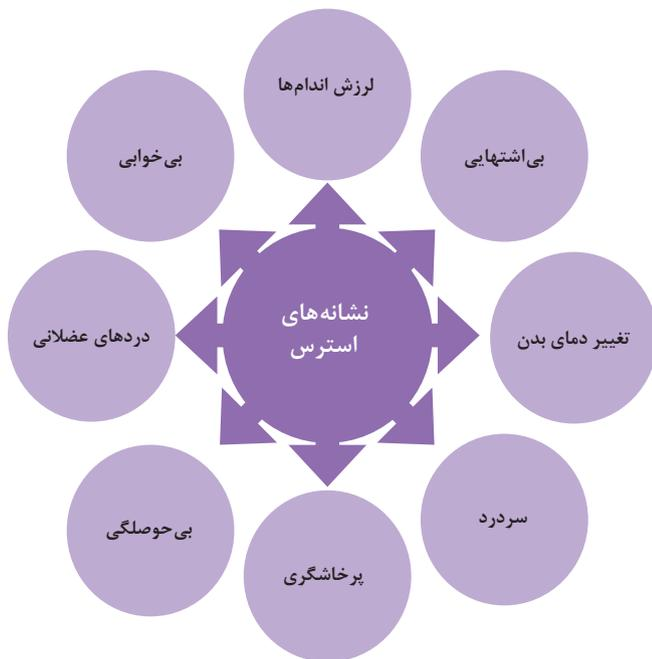 لرزش اندام‌ها
بی‌اشتهایی
تغییر دمای بدن
سردرد
پرخاشگری
بی‌حوصلگی
دردهای عضلانی
بی‌خوابی
نشانه‌های
استرس